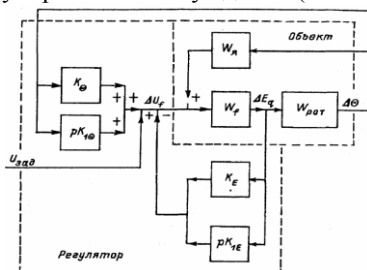 Объект
W_я
K_Θ
ΔU_f
W_f
ΔE_q
W_рот
ΔΘ
pK_1Θ
U_зад
K_E
pK_1E
Регулятор